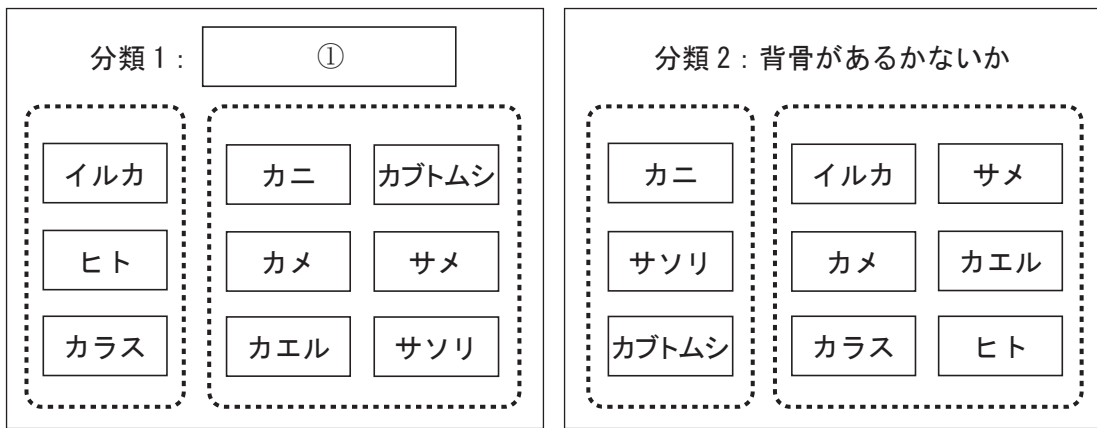 分類1：①
イルカ
ヒト
カラス
カニ カブトムシ
カメ サメ
カエル サソリ
分類2：背骨があるかないか
カニ
サソリ
カブトムシ
イルカ サメ
カメ カエル
カラス ヒト